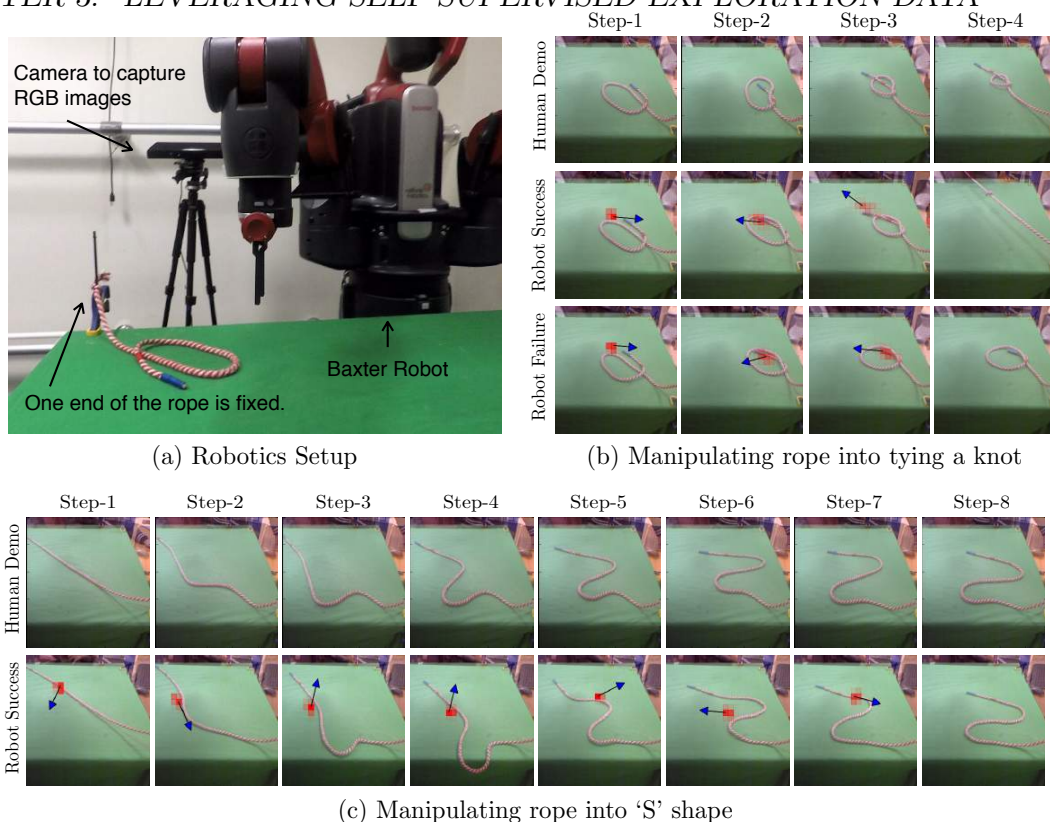 LEVERAGING SELF-SUPERVISED EXPLORATION DATA
Step-1 Step-2 Step-3 Step-4
Camera to capture
RGB images
Human Demo
Robot Success
Robot Failure
Baxter Robot
One end of the rope is fixed.
(a) Robotics Setup
(b) Manipulating rope into tying a knot
Step-1 Step-2 Step-3 Step-4 Step-5 Step-6 Step-7 Step-8
Human Demo
Robot Success
(c) Manipulating rope into ‘S’ shape